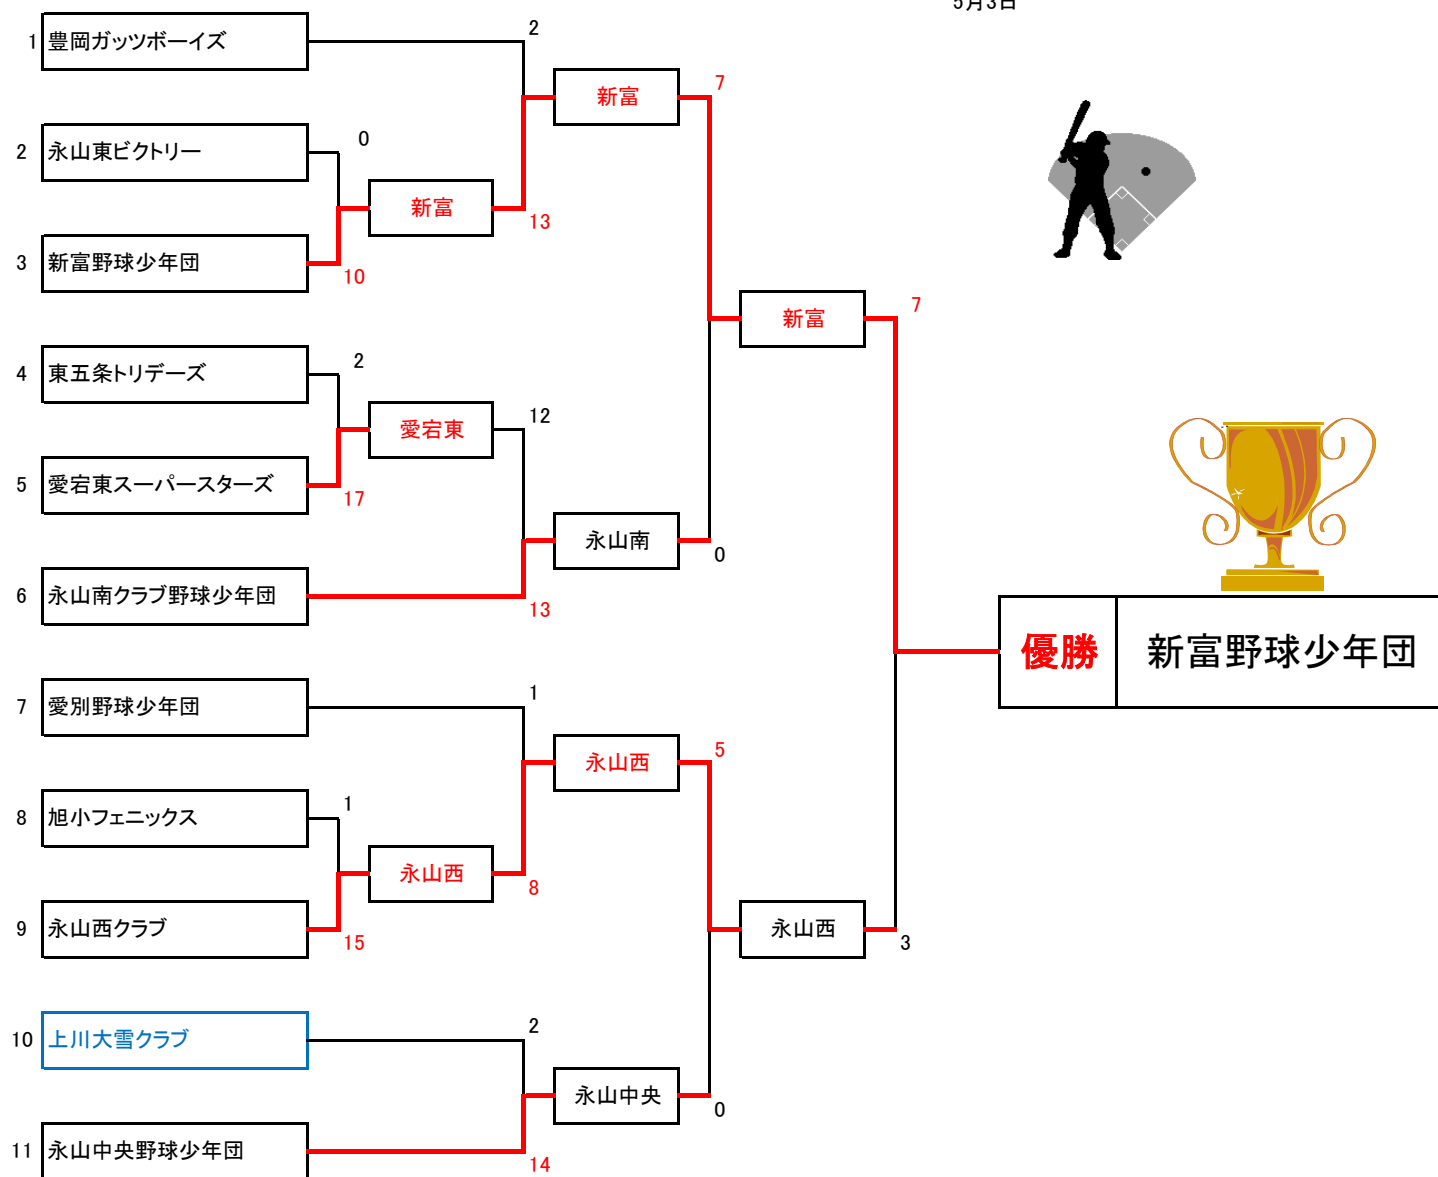 5月3日
1 豊岡ガッツボーイズ 2
新富 7
2 永山東ビクトリー 0
新富 13
3 新富野球少年団 10
新富 7
4 東五条トリデーズ 2
愛宕東 12
5 愛宕東スーパースターズ 17
永山南 0
6 永山南クラブ野球少年団 13
優勝 新富野球少年団
7 愛別野球少年団 1
永山西 5
8 旭小フェニックス 1
永山西 8
9 永山西クラブ 15
永山西 3
10 上川大雪クラブ 2
永山中央 0
11 永山中央野球少年団 14